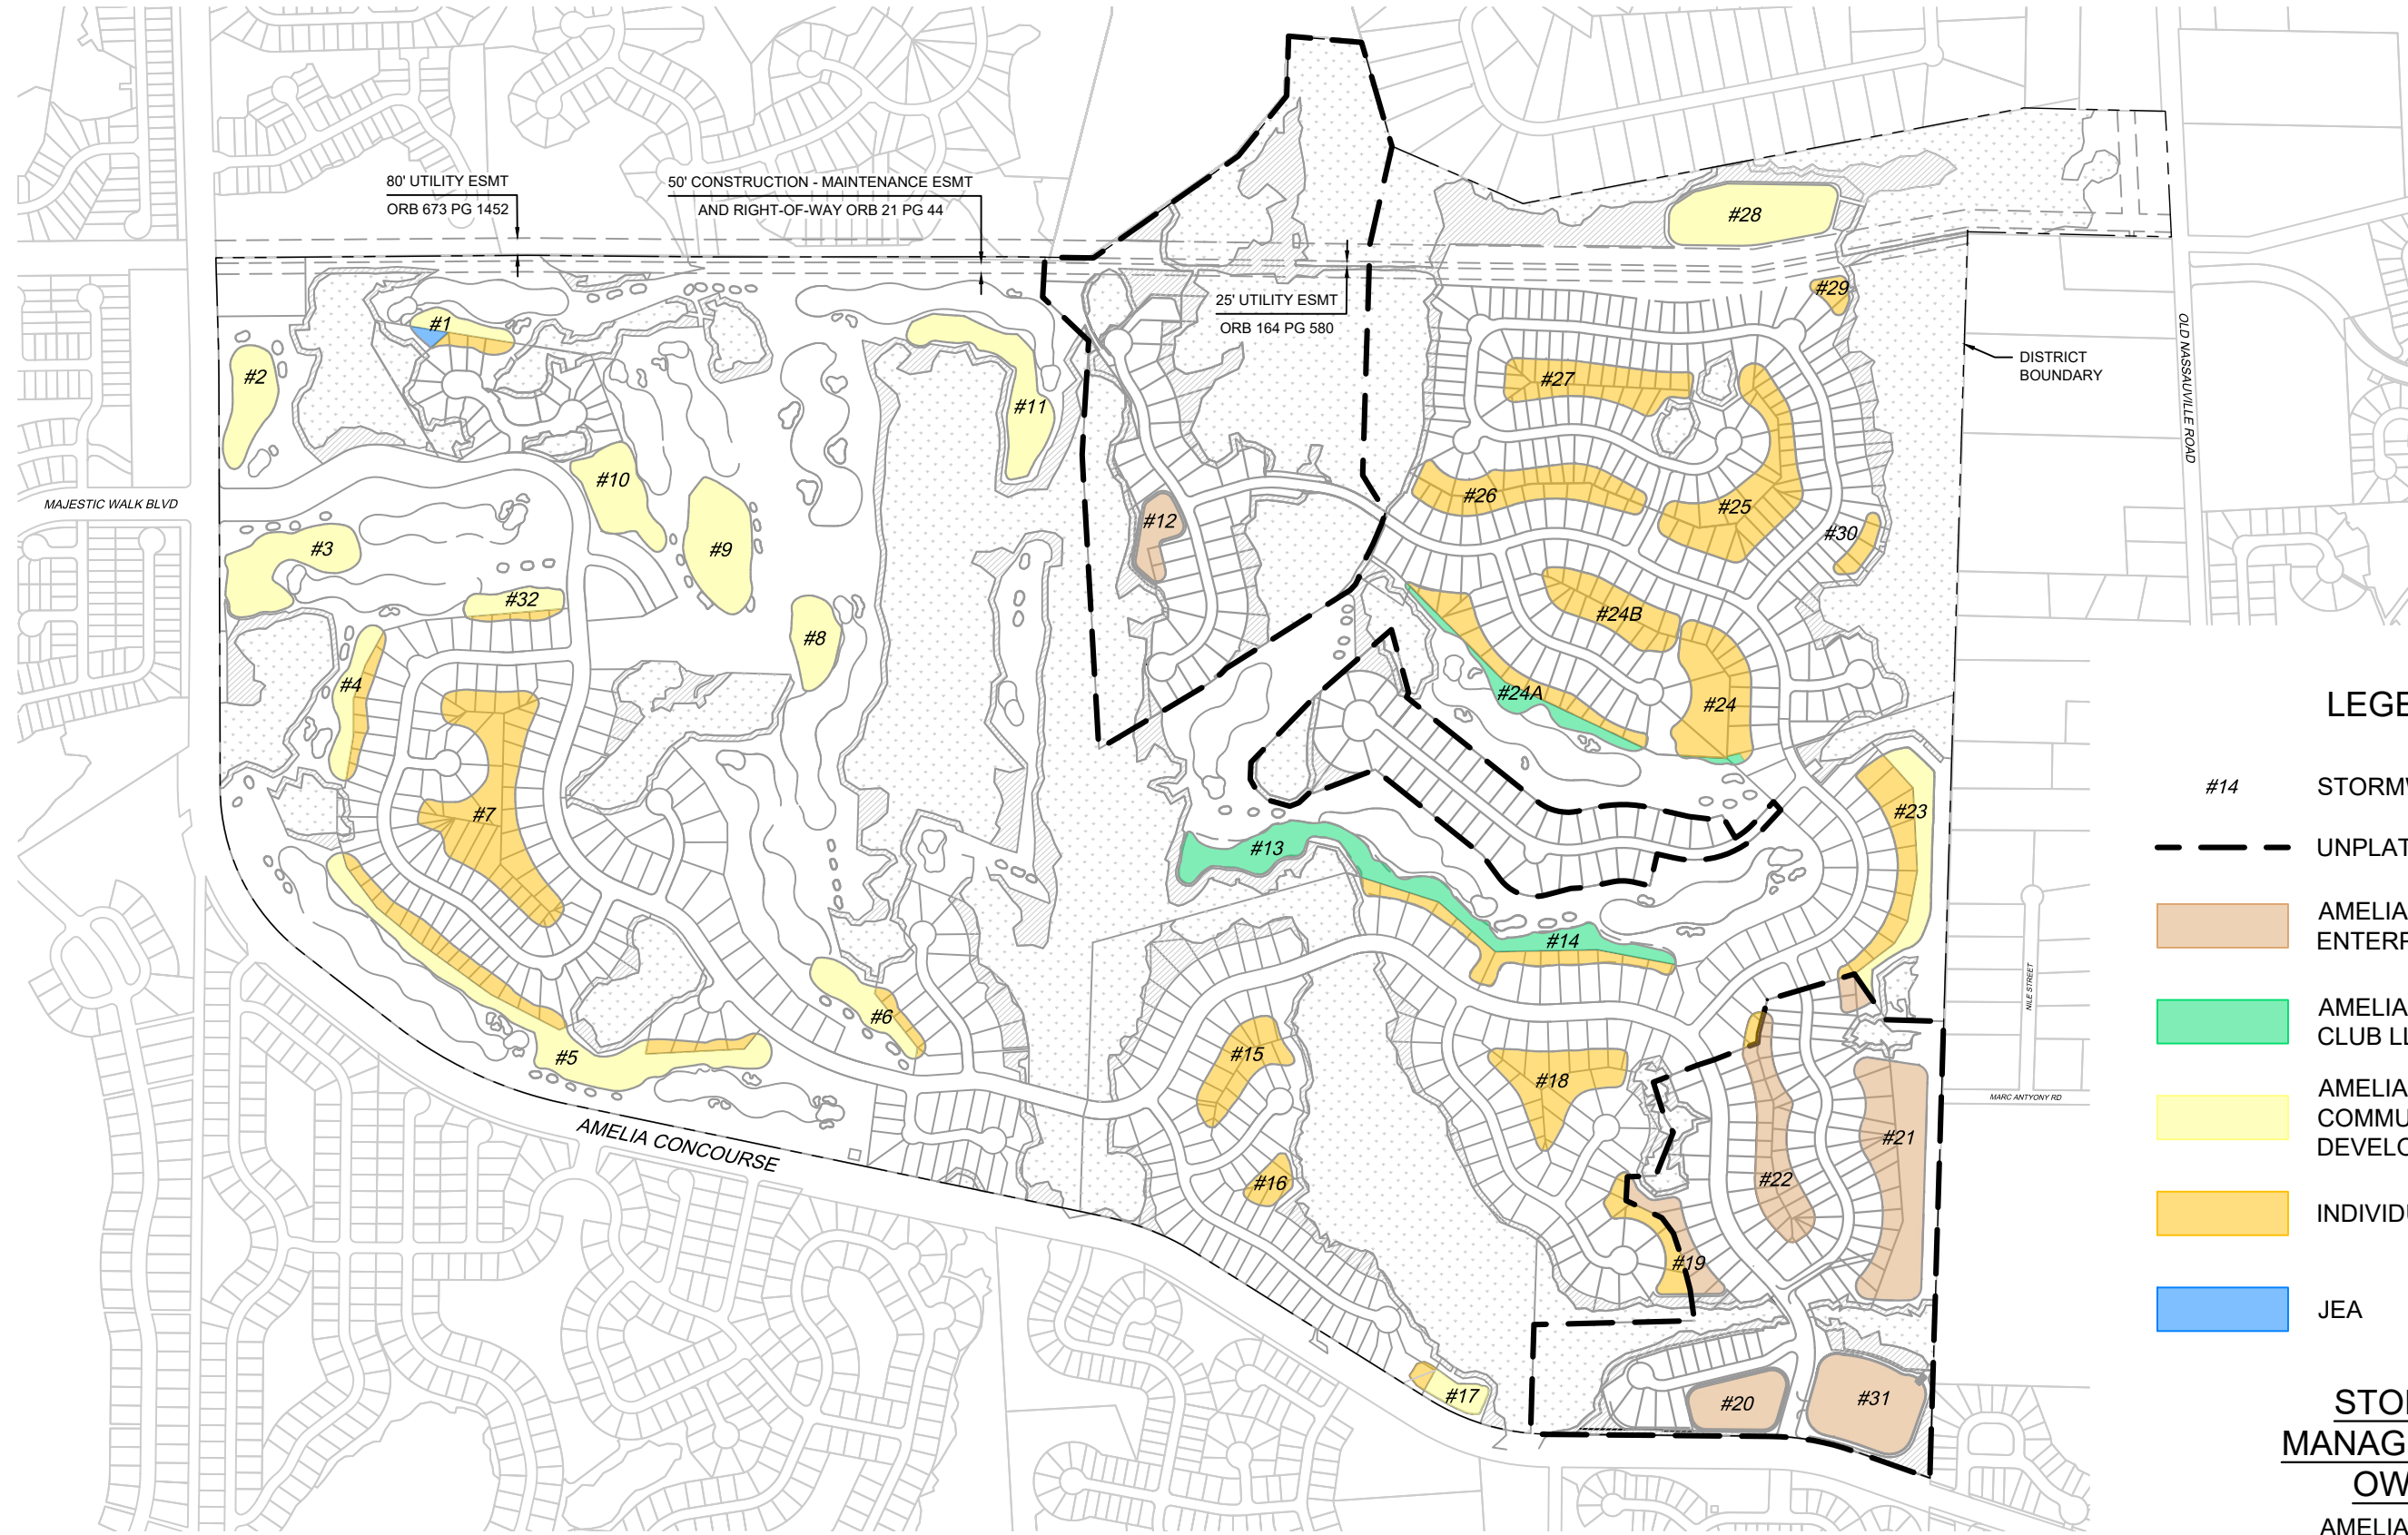 80' UTILITY ESMT
ORB 673 PG 1452
50' CONSTRUCTION - MAINTENANCE ESMT
AND RIGHT-OF-WAY ORB 21 PG 44
25' UTILITY ESMT
ORB 164 PG 580
#28
#29
#1
#2
#11
#27
DISTRICT
BOUNDARY
OLD NASSAUVILLE ROAD
MAJESTIC WALK BLVD
#10
#9
#3
#12
#26
#25
#30
#32
#8
#24B
#4
#24A
#24
#7
#13
#23
#14
#6
#5
#15
#18
#16
#22
#21
#19
#17
#20
#31
AMELIA CONCOURSE
NILE STREET
MARC ANTYONY RD
LEGE
#14
STORMW
UNPLAT
AMELIA
ENTERP
AMELIA
CLUB LL
AMELIA
COMMU
DEVELO
INDIVIDU
JEA
STOR
MANAG
OW
AMELIA